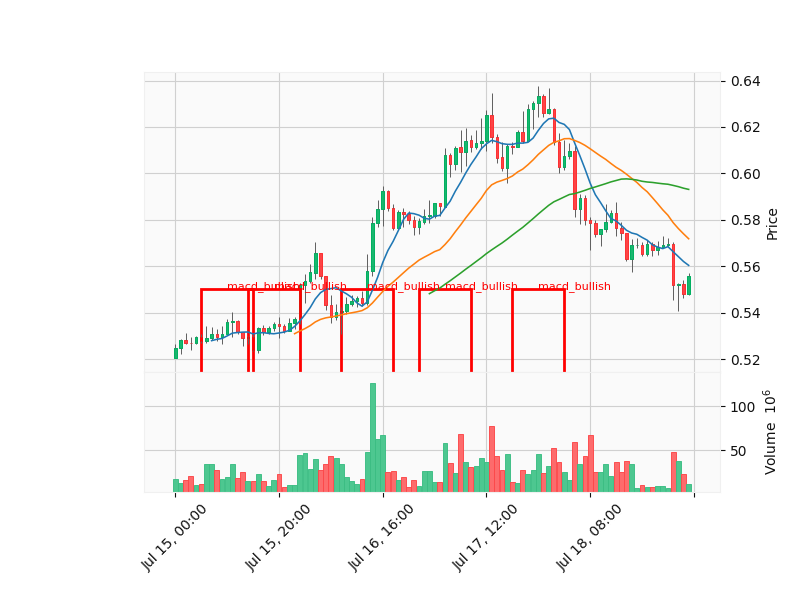 0.64
0.62
0.60
0.58
0.56
0.54
0.52
Price
macd_bullish
macd_bullish
macd_bullish
macd_bullish
macd_bullish
100
50
Volume 10^6
Jul 15, 00:00
Jul 15, 20:00
Jul 16, 16:00
Jul 17, 12:00
Jul 18, 08:00